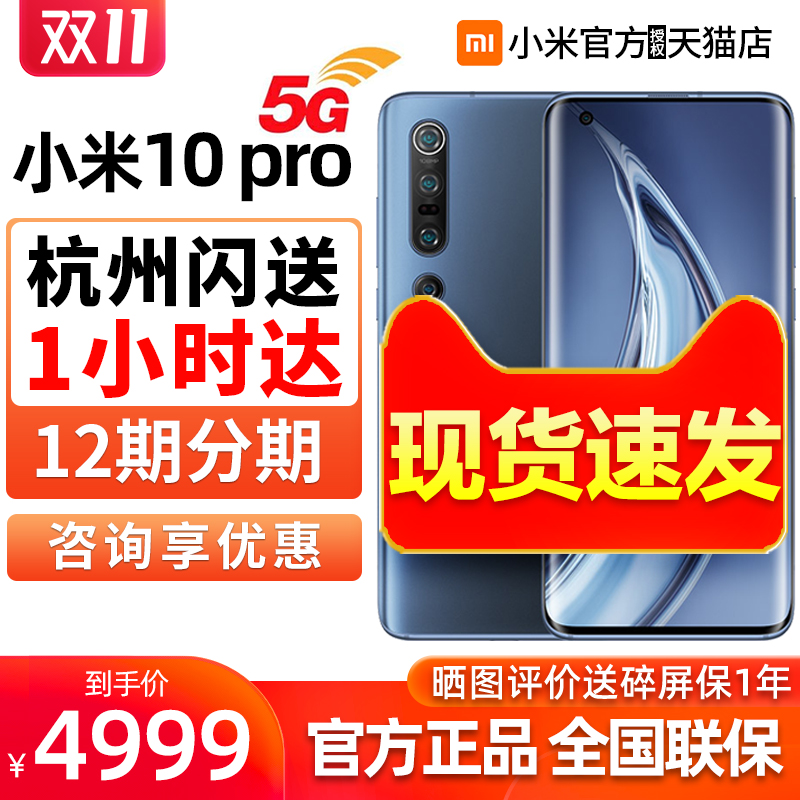 双11
小米官方授权天猫店
5G
小米10 pro
杭州闪送
1小时达
12期分期
咨询享优惠
现货速发
到手价
¥4999
晒图评价送碎屏保1年
官方正品 全国联保